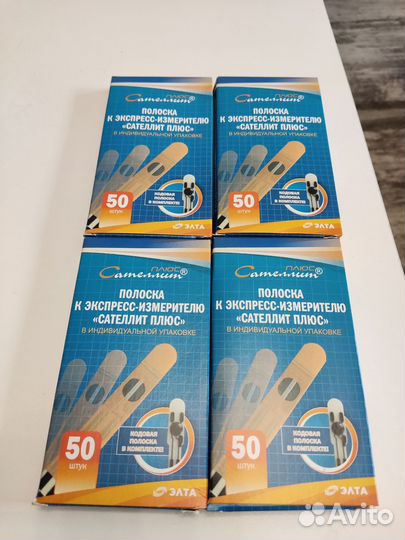 ПЛЮС
Сателлит®
ПОЛОСКА
К ЭКСПРЕСС-ИЗМЕРИТЕЛЮ
«САТЕЛЛИТ ПЛЮС»
В ИНДИВИДУАЛЬНОЙ УПАКОВКЕ
50
штук
КОДОВАЯ
ПОЛОСКА
В КОМПЛЕКТЕ!
ЭЛТА
ПЛЮС
Сателлит®
ПОЛОСКА
К ЭКСПРЕСС-ИЗМЕРИТЕЛЮ
«САТЕЛЛИТ ПЛЮС»
В ИНДИВИДУАЛЬНОЙ УПАКОВКЕ
50
штук
КОДОВАЯ
ПОЛОСКА
В КОМПЛЕКТЕ!
ЭЛТА
ПЛЮС
Сателлит®
ПОЛОСКА
К ЭКСПРЕСС-ИЗМЕРИТЕЛЮ
«САТЕЛЛИТ ПЛЮС»
В ИНДИВИДУАЛЬНОЙ УПАКОВКЕ
50
штук
КОДОВАЯ
ПОЛОСКА
В КОМПЛЕКТЕ!
ЭЛТА
ПЛЮС
Сателлит®
ПОЛОСКА
К ЭКСПРЕСС-ИЗМЕРИТЕЛЮ
«САТЕЛЛИТ ПЛЮС»
В ИНДИВИДУАЛЬНОЙ УПАКОВКЕ
50
штук
КОДОВАЯ
ПОЛОСКА
В КОМПЛЕКТЕ!
ЭЛТА
Avito